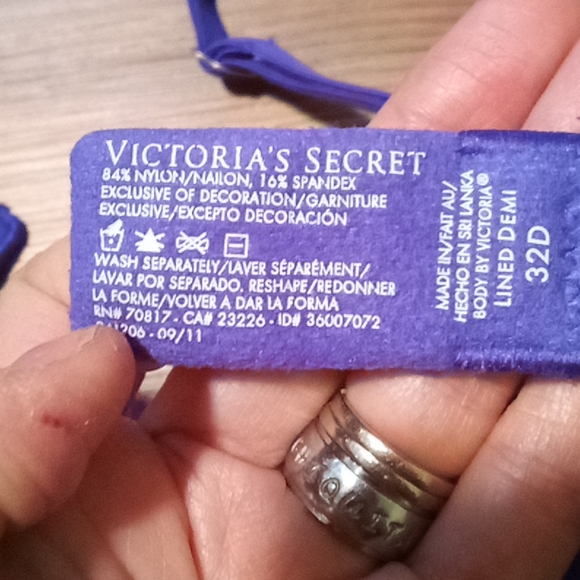 VICTORIA'S SECRET
84% NYLON/NAILON, 16% SPANDEX
EXCLUSIVE OF DECORATION/GARNITURE
EXCLUSIVE/EXCEPTO DECORACIÓN
WASH SEPARATELY/LAVER SÉPARÉMENT/
LAVAR POR SEPARADO. RESHAPE/REDONNER
LA FORME/VOLVER A DAR LA FORMA
RN# 70817 - CA# 23226 - ID# 36007072
- 09/11
MADE IN/FAIT AU/
HECHO EN SRI LANKA
BODY BY VICTORIA®
LINED DEMI
32D